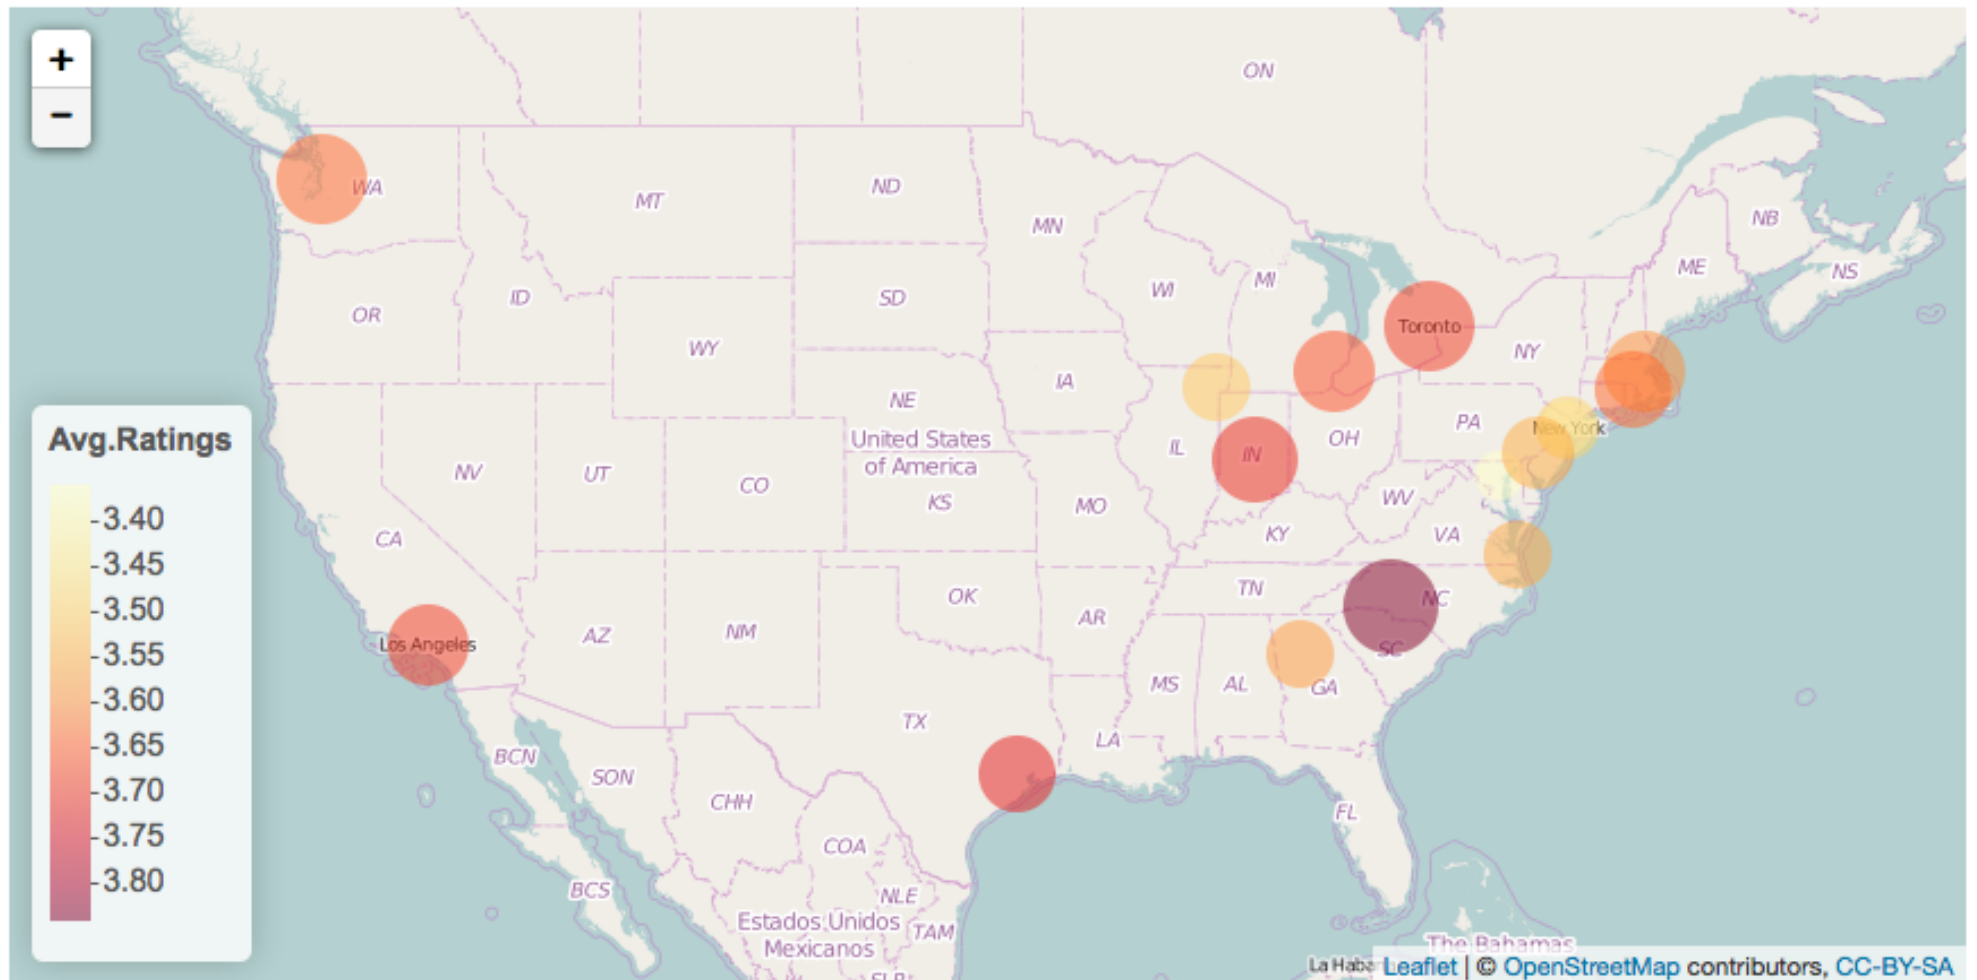 +
−
ON
WA
MT
ND
MN
NB
ME
NS
WI
MI
OR
ID
SD
Toronto
WY
NY
IA
NE
PA
New York
United States
of America
IL
IN
OH
NV
UT
CO
KS
MO
WV
KY
VA
CA
TN
NC
OK
AR
AZ
NM
Los Angeles
SC
MS
AL
GA
TX
LA
BCN
SON
CHH
FL
COA
BCS
NLE
Estados Unidos
Mexicanos
TAM
SLP
The Bahamas
Avg.Ratings
3.40
3.45
3.50
3.55
3.60
3.65
3.70
3.75
3.80
La Haba
Leaflet | © OpenStreetMap contributors, CC-BY-SA